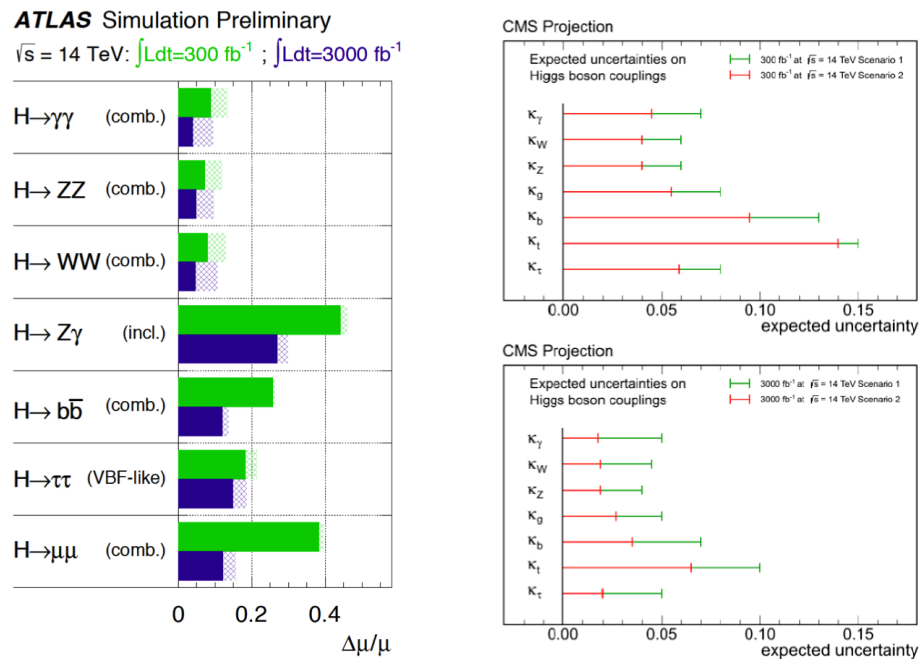 ATLAS Simulation Preliminary
√s = 14 TeV: ∫Ldt=300 fb⁻¹ ; ∫Ldt=3000 fb⁻¹
H→γγ (comb.)
H→ZZ (comb.)
H→WW (comb.)
H→Zγ (incl.)
H→bb̅ (comb.)
H→ττ (VBF-like)
H→μμ (comb.)
0 0.2 0.4
Δμ/μ
CMS Projection
Expected uncertainties on
Higgs boson couplings
300 fb⁻¹ at √s = 14 TeV Scenario 1
300 fb⁻¹ at √s = 14 TeV Scenario 2
κγ
κW
κZ
κg
κb
κt
κτ
0.00 0.05 0.10 0.15
expected uncertainty
CMS Projection
Expected uncertainties on
Higgs boson couplings
3000 fb⁻¹ at √s = 14 TeV Scenario 1
3000 fb⁻¹ at √s = 14 TeV Scenario 2
κγ
κW
κZ
κg
κb
κt
κτ
0.00 0.05 0.10 0.15
expected uncertainty